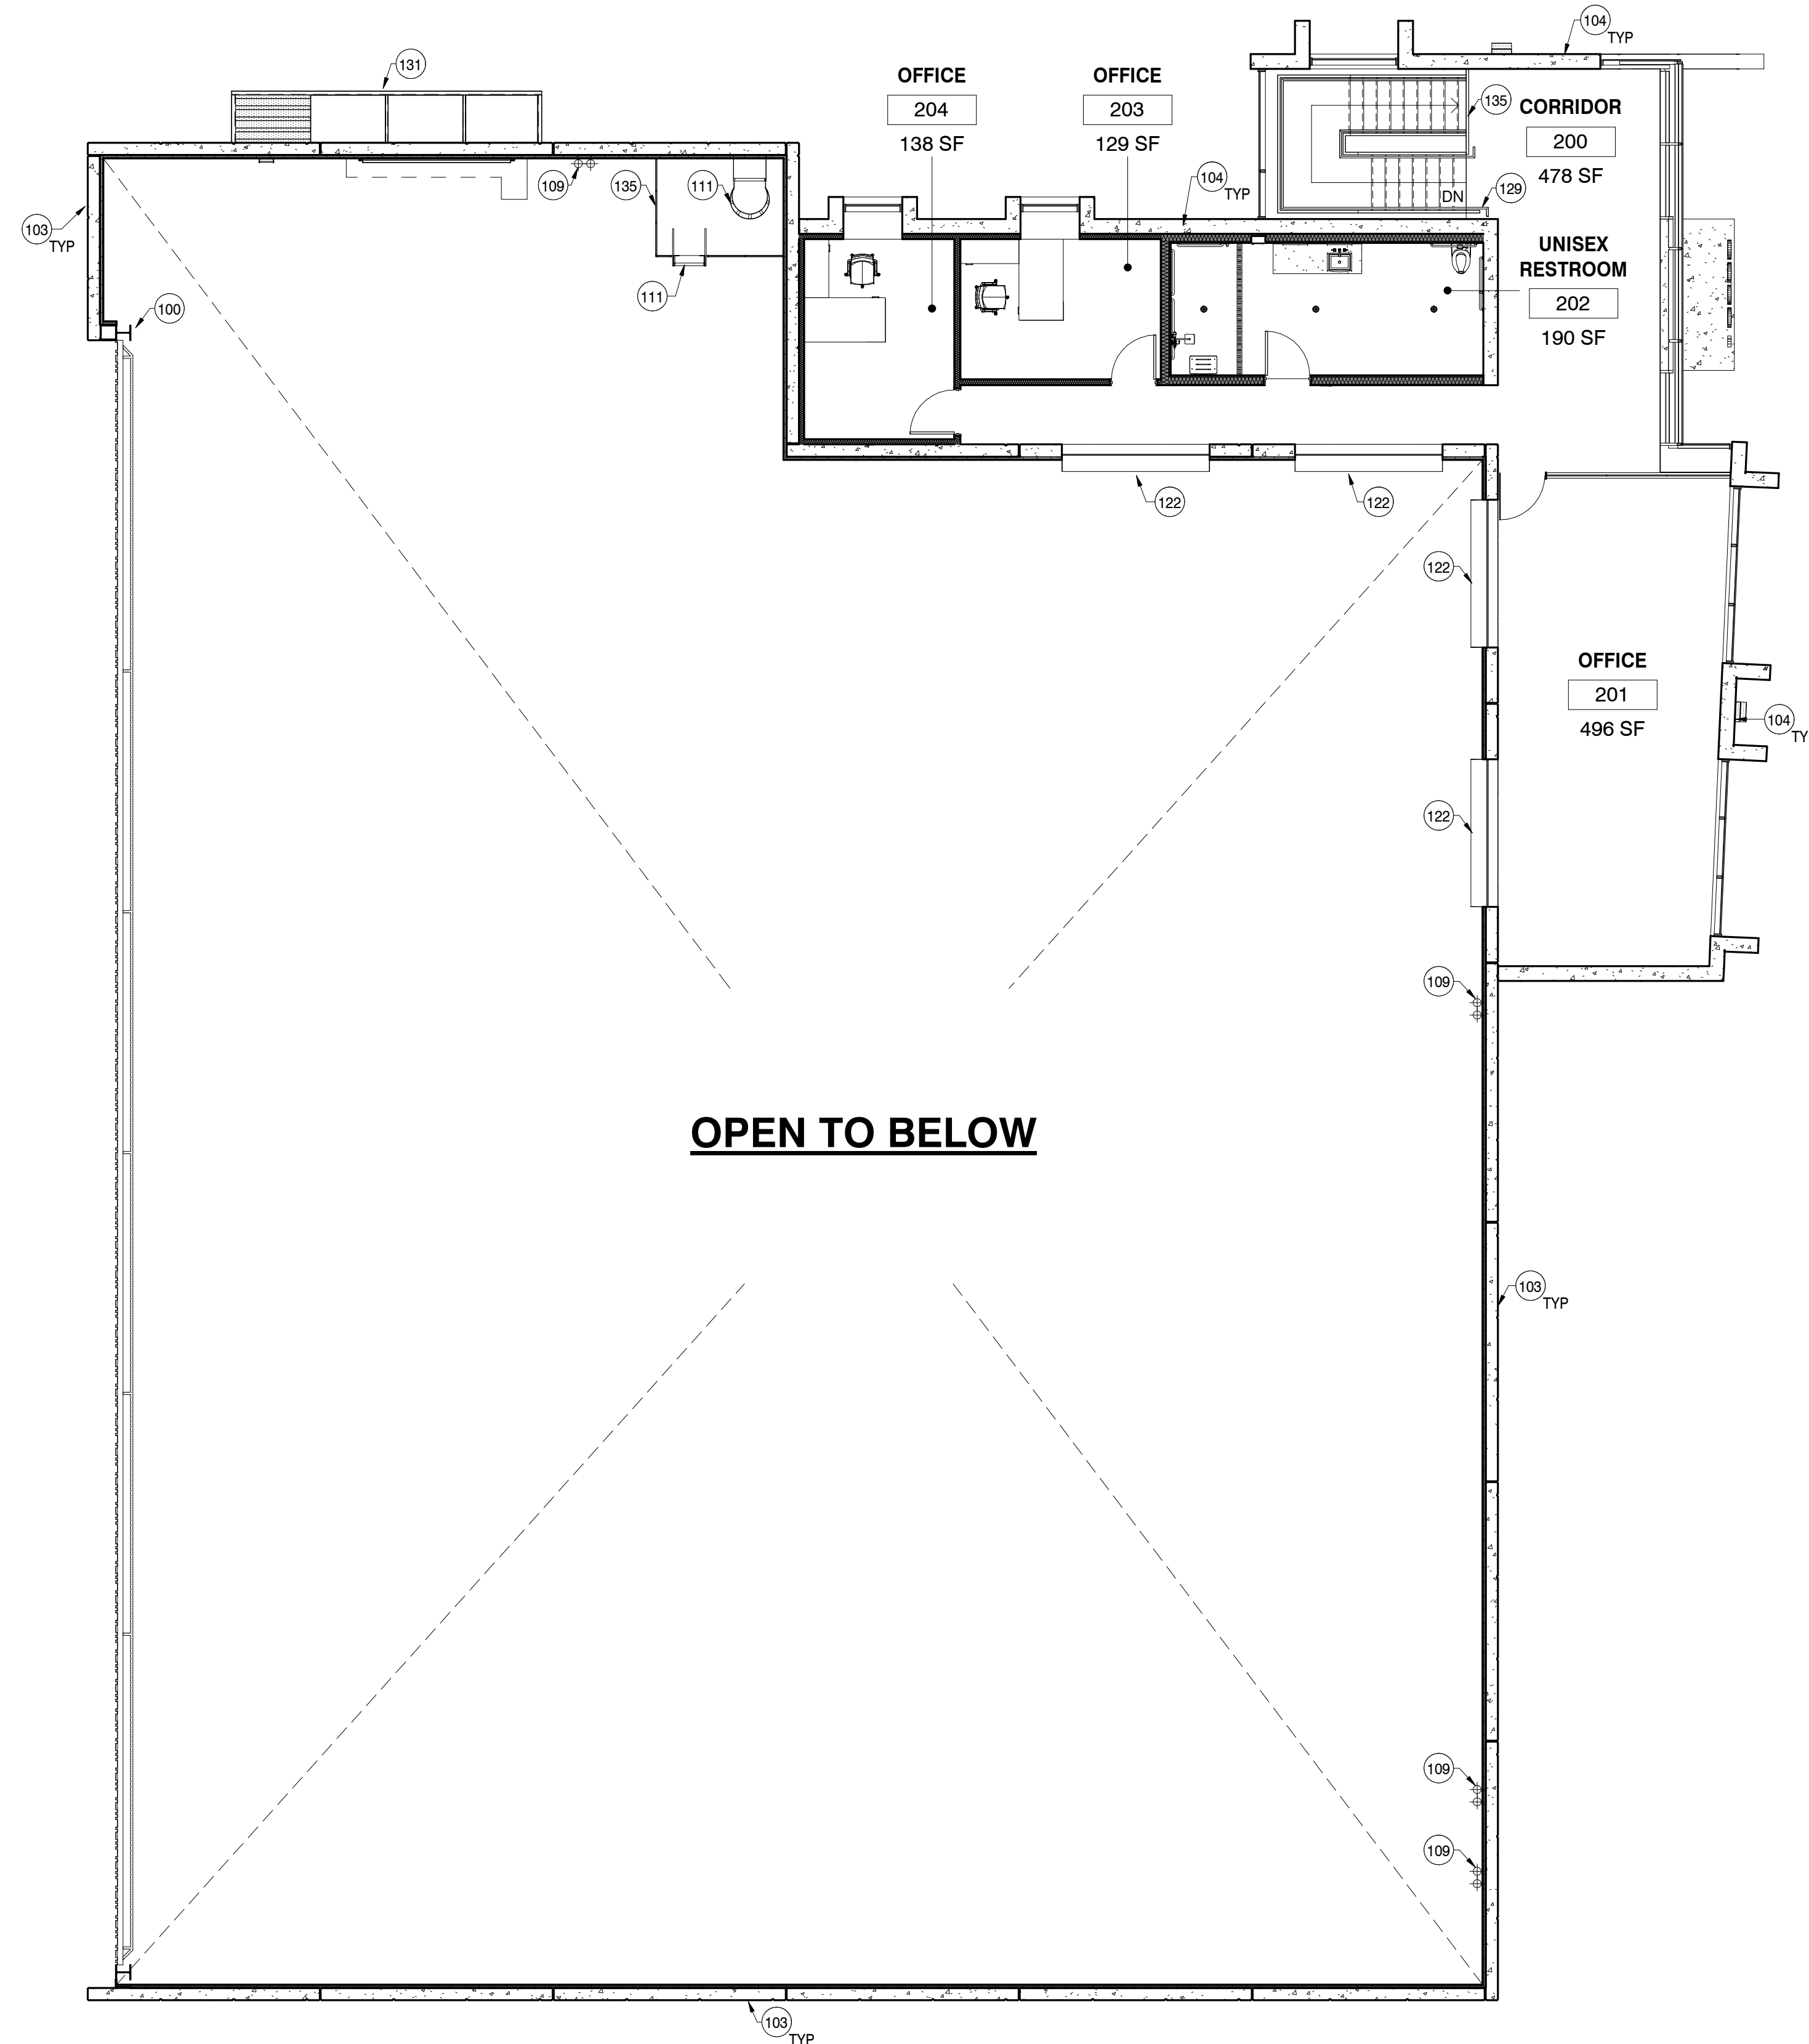 104
TYP
131
OFFICE
204
138 SF
OFFICE
203
129 SF
135
CORRIDOR
200
478 SF
109
135
111
104
TYP
DN
129
103
TYP
111
UNISEX
RESTROOM
202
190 SF
100
122
122
122
OFFICE
201
496 SF
104
TY
122
109
OPEN TO BELOW
103
TYP
109
109
103
TYP